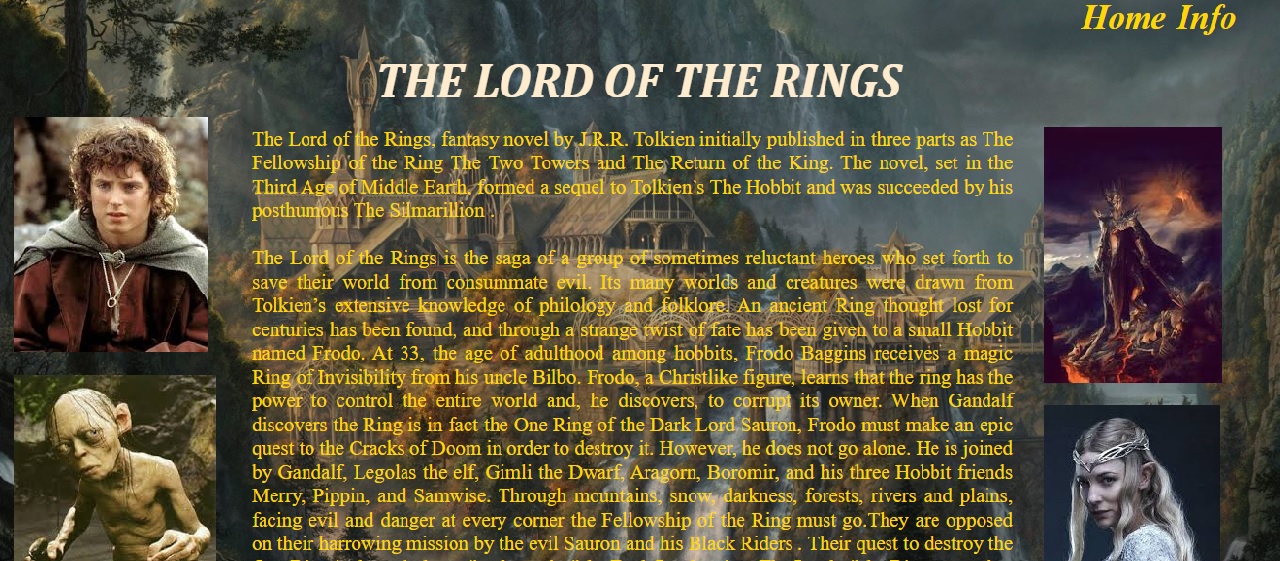 Home Info
THE LORD OF THE RINGS
The Lord of the Rings, fantasy novel by J.R.R. Tolkien initially published in three parts as The
Fellowship of the Ring The Two Towers and The Return of the King. The novel, set in the
Third Age of Middle Earth, formed a sequel to Tolkien's The Hobbit and was succeeded by his
posthumous The Silmarillion .
The Lord of the Rings is the saga of a group of sometimes reluctant heroes who set forth to
save their world from consummate evil. Its many worlds and creatures were drawn from
Tolkien’s extensive knowledge of philology and folklore. An ancient Ring thought lost for
centuries has been found, and through a strange twist of fate has been given to a small Hobbit
named Frodo. At 33, the age of adulthood among hobbits, Frodo Baggins receives a magic
Ring of Invisibility from his uncle Bilbo. Frodo, a Christlike figure, learns that the ring has the
power to control the entire world and, he discovers, to corrupt its owner. When Gandalf
discovers the Ring is in fact the One Ring of the Dark Lord Sauron, Frodo must make an epic
quest to the Cracks of Doom in order to destroy it. However, he does not go alone. He is joined
by Gandalf, Legolas the elf, Gimli the Dwarf, Aragorn, Boromir, and his three Hobbit friends
Merry, Pippin, and Samwise. Through mountains, snow, darkness, forests, rivers and plains,
facing evil and danger at every corner the Fellowship of the Ring must go.They are opposed
on their harrowing mission by the evil Sauron and his Black Riders . Their quest to destroy the